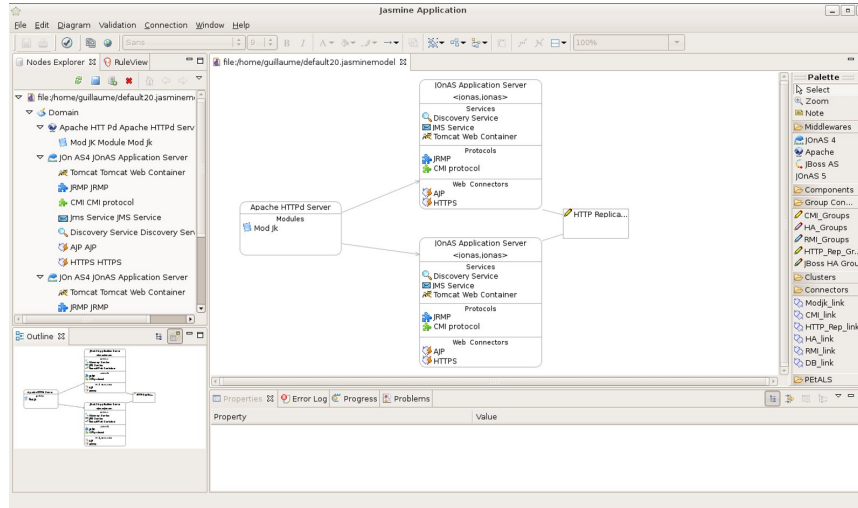 Jasmine Application
File Edit Diagram Validation Connection Window Help
Sans 9 B I A 100%
Nodes Explorer RuleView
file:/home/guillaume/default20.jasminem
Domain
Apache HTT Pd Apache HTTPd Serv
Mod JK Module Mod Jk
JOn AS4 JOnAS Application Server
Tomcat Tomcat Web Container
JRMP JRMP
CMI CMI protocol
Jms Service JMS Service
Discovery Service Discovery Serv
AJP AJP
HTTPS HTTPS
JOn AS4 JOnAS Application Server
Tomcat Tomcat Web Container
JRMP JRMP
Outline
file:/home/guillaume/default20.jasminemodel
JOnAS Application Server
<jonas,jonas>
Services
Discovery Service
JMS Service
Tomcat Web Container
Protocols
JRMP
CMI protocol
Web Connectors
AJP
HTTPS
Apache HTTPd Server
Modules
Mod Jk
HTTP Replica...
JOnAS Application Server
<jonas,jonas>
Services
Discovery Service
JMS Service
Tomcat Web Container
Protocols
JRMP
CMI protocol
Web Connectors
AJP
HTTPS
Palette
Select
Zoom
Note
Middlewares
JOnAS 4
Apache
JBoss AS
JOnAS 5
Components
Group Con...
CMI_Groups
HA_Groups
RMI_Groups
HTTP_Rep_Gr...
JBoss HA Grou
Clusters
Connectors
Modjk_link
CMI_link
HTTP_Rep_link
HA_link
RMI_link
DB_link
PEtALS
Properties Error Log Progress Problems
Property Value